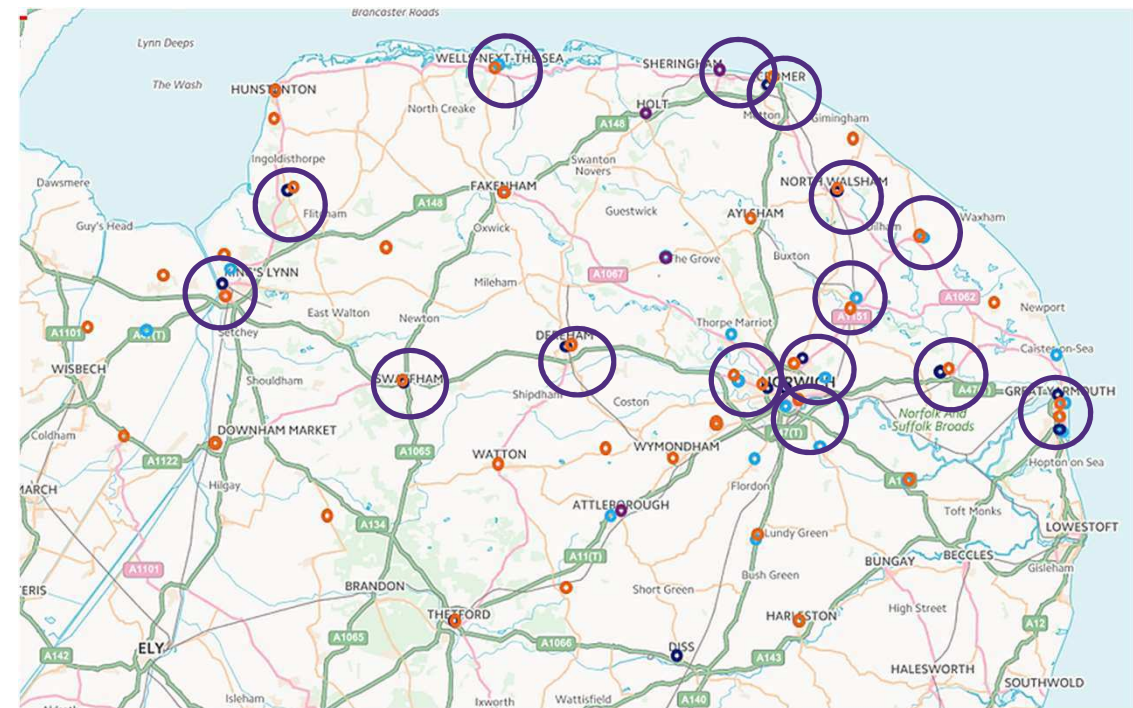 Brancaster Roads
Lynn Deeps
WELLS-NEXT-THE-SEA
SHERINGHAM
The Wash
HUNSTANTON
CROMER
North Creake
HOLT
A148
Gimingham
Ingoldisthorpe
Swanton
Novers
Dawsmere
FAKENHAM
NORTH WALSHAM
A148
Flitcham
Guestwick
AYLSHAM
Waxham
Guy's Head
Oxwick
Dilham
The Grove
Buxton
KING'S LYNN
A1067
Mileham
A1062
East Walton
Newton
Newport
A1151
Setchey
Thorpe Marriot
A1101
DEREHAM
Caister-on-Sea
WISBECH
SWAFFHAM
NORWICH
Shouldham
Shipdham
GREAT YARMOUTH
Coston
Norfolk And
Suffolk Broads
DOWNHAM MARKET
Coldham
WYMONDHAM
A1065
WATTON
A1122
Hopton on Sea
Hilgay
Flordon
MARCH
ATTLEBOROUGH
Toft Monks
A134
LOWESTOFT
Lundy Green
A11(T)
BECCLES
BUNGAY
A1101
Gisleham
Bush Green
BRANDON
Short Green
High Street
THETFORD
HARLESTON
A12
A1065
A1066
ELY
DISS
A142
A143
HALESWORTH
SOUTHWOLD
Isleham
Ixworth
Wattisfield
A140